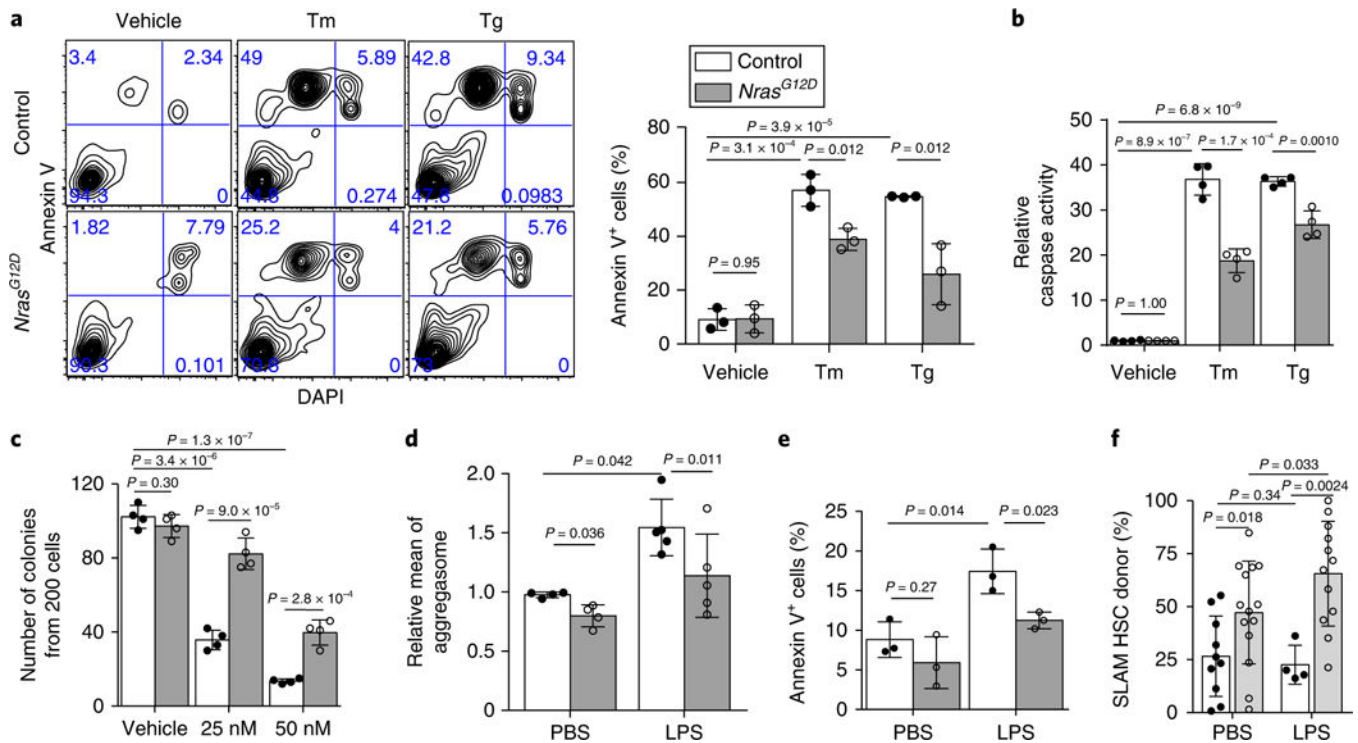 a
Vehicle
Tm
Tg
Control
3.4
2.34
94.3
0
49
5.89
44.8
0.274
42.8
9.34
47.8
0.0983
Annexin V
Nras^G12D
1.82
7.79
90.3
0.101
25.2
4
70.8
0
21.2
5.76
73
0
DAPI
Control
Nras^G12D
Annexin V+ cells (%)
80
60
40
20
0
P = 3.9 × 10–5
P = 3.1 × 10–4
P = 0.012
P = 0.012
P = 0.95
Vehicle
Tm
Tg
b
Relative
caspase activity
50
40
30
20
10
0
P = 6.8 × 10–9
P = 8.9 × 10–7
P = 1.7 × 10–4
P = 0.0010
P = 1.00
Vehicle
Tm
Tg
c
Number of colonies
from 200 cells
120
80
40
0
P = 1.3 × 10–7
P = 3.4 × 10–6
P = 0.30
P = 9.0 × 10–5
P = 2.8 × 10–4
Vehicle
25 nM
50 nM
d
Relative mean of
aggregasome
2.0
1.5
1.0
0.5
0
P = 0.042
P = 0.011
P = 0.036
PBS
LPS
e
Annexin V+ cells (%)
25
20
15
10
5
0
P = 0.014
P = 0.023
P = 0.27
PBS
LPS
f
SLAM HSC donor (%)
100
75
50
25
0
P = 0.033
P = 0.34
P = 0.0024
P = 0.018
PBS
LPS